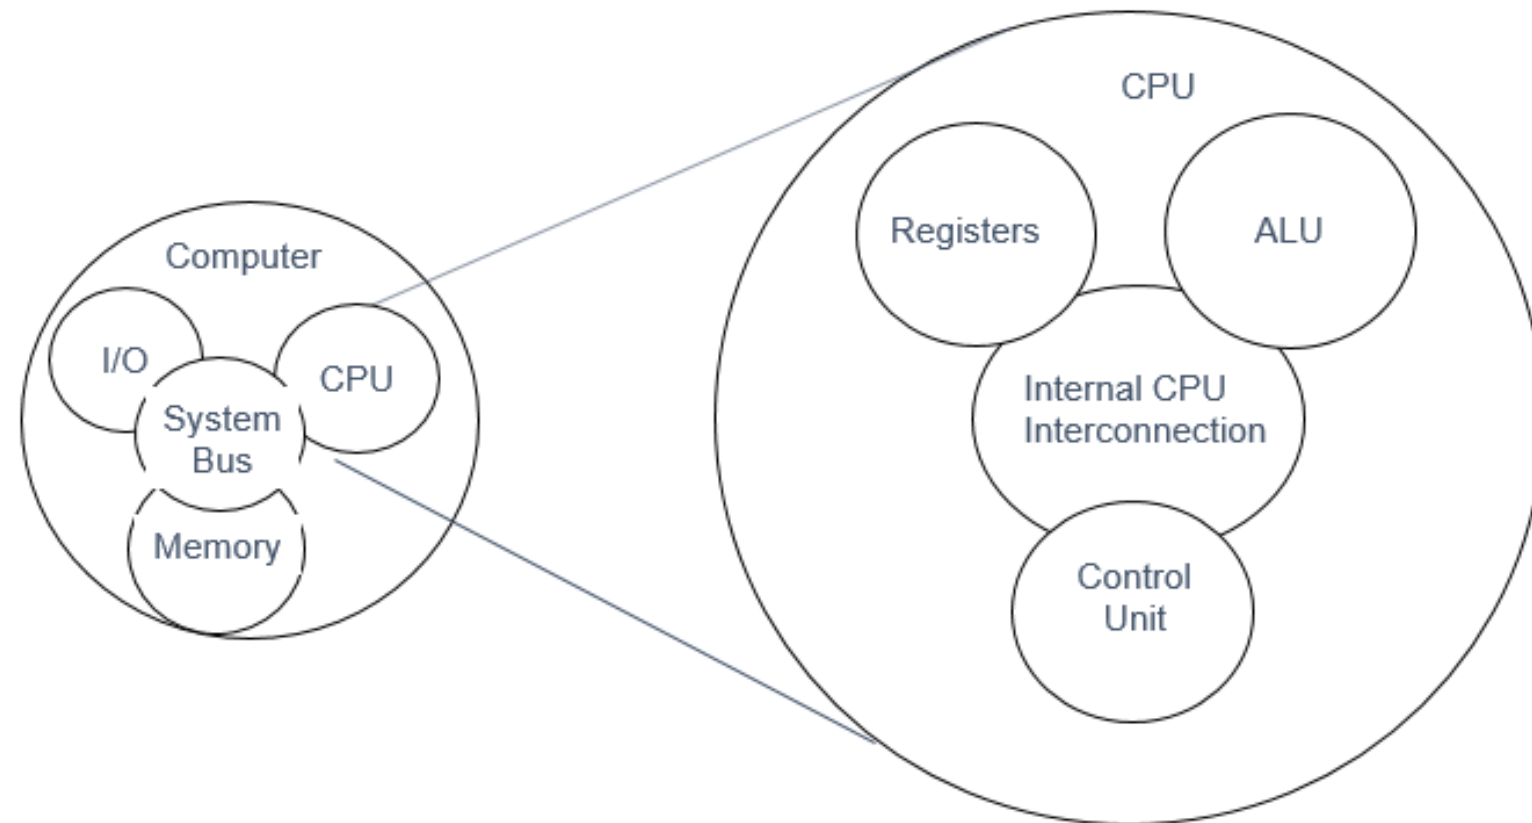 Computer
I/O
CPU
System
Bus
Memory
CPU
Registers
ALU
Internal CPU
Interconnection
Control
Unit